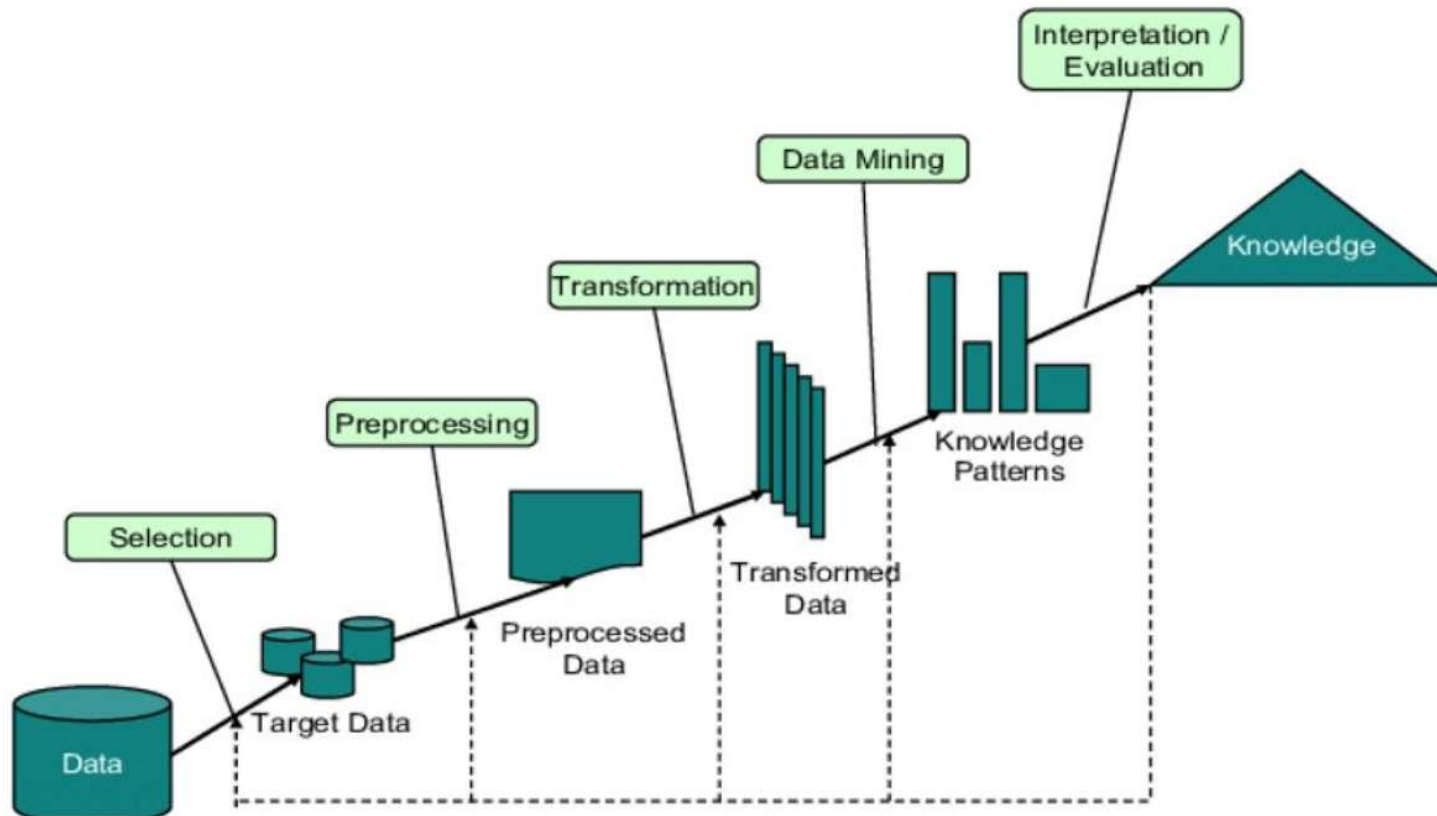 Interpretation /
Evaluation
Data Mining
Knowledge
Transformation
Preprocessing
Knowledge
Patterns
Selection
Transformed
Data
Preprocessed
Data
Target Data
Data